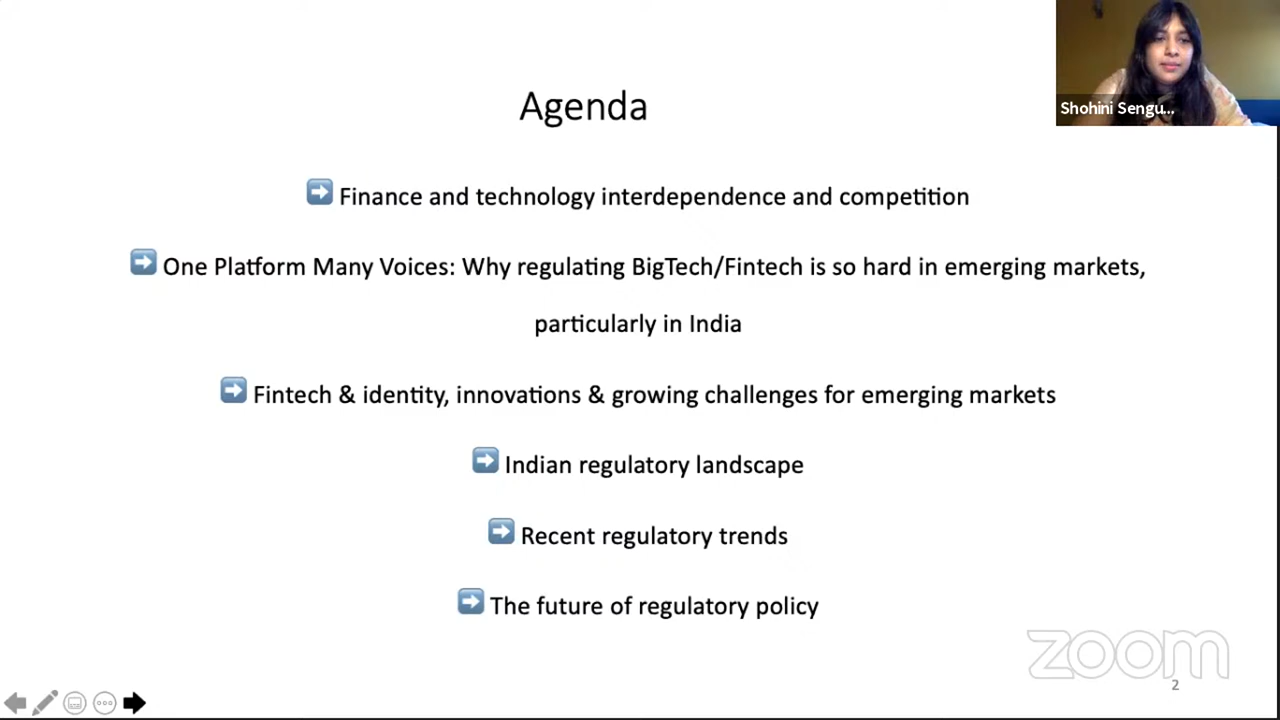 Agenda
Shohini Sengu...
➡ Finance and technology interdependence and competition
➡ One Platform Many Voices: Why regulating BigTech/Fintech is so hard in emerging markets,
particularly in India
➡ Fintech & identity, innovations & growing challenges for emerging markets
➡ Indian regulatory landscape
➡ Recent regulatory trends
➡ The future of regulatory policy
zoom
2